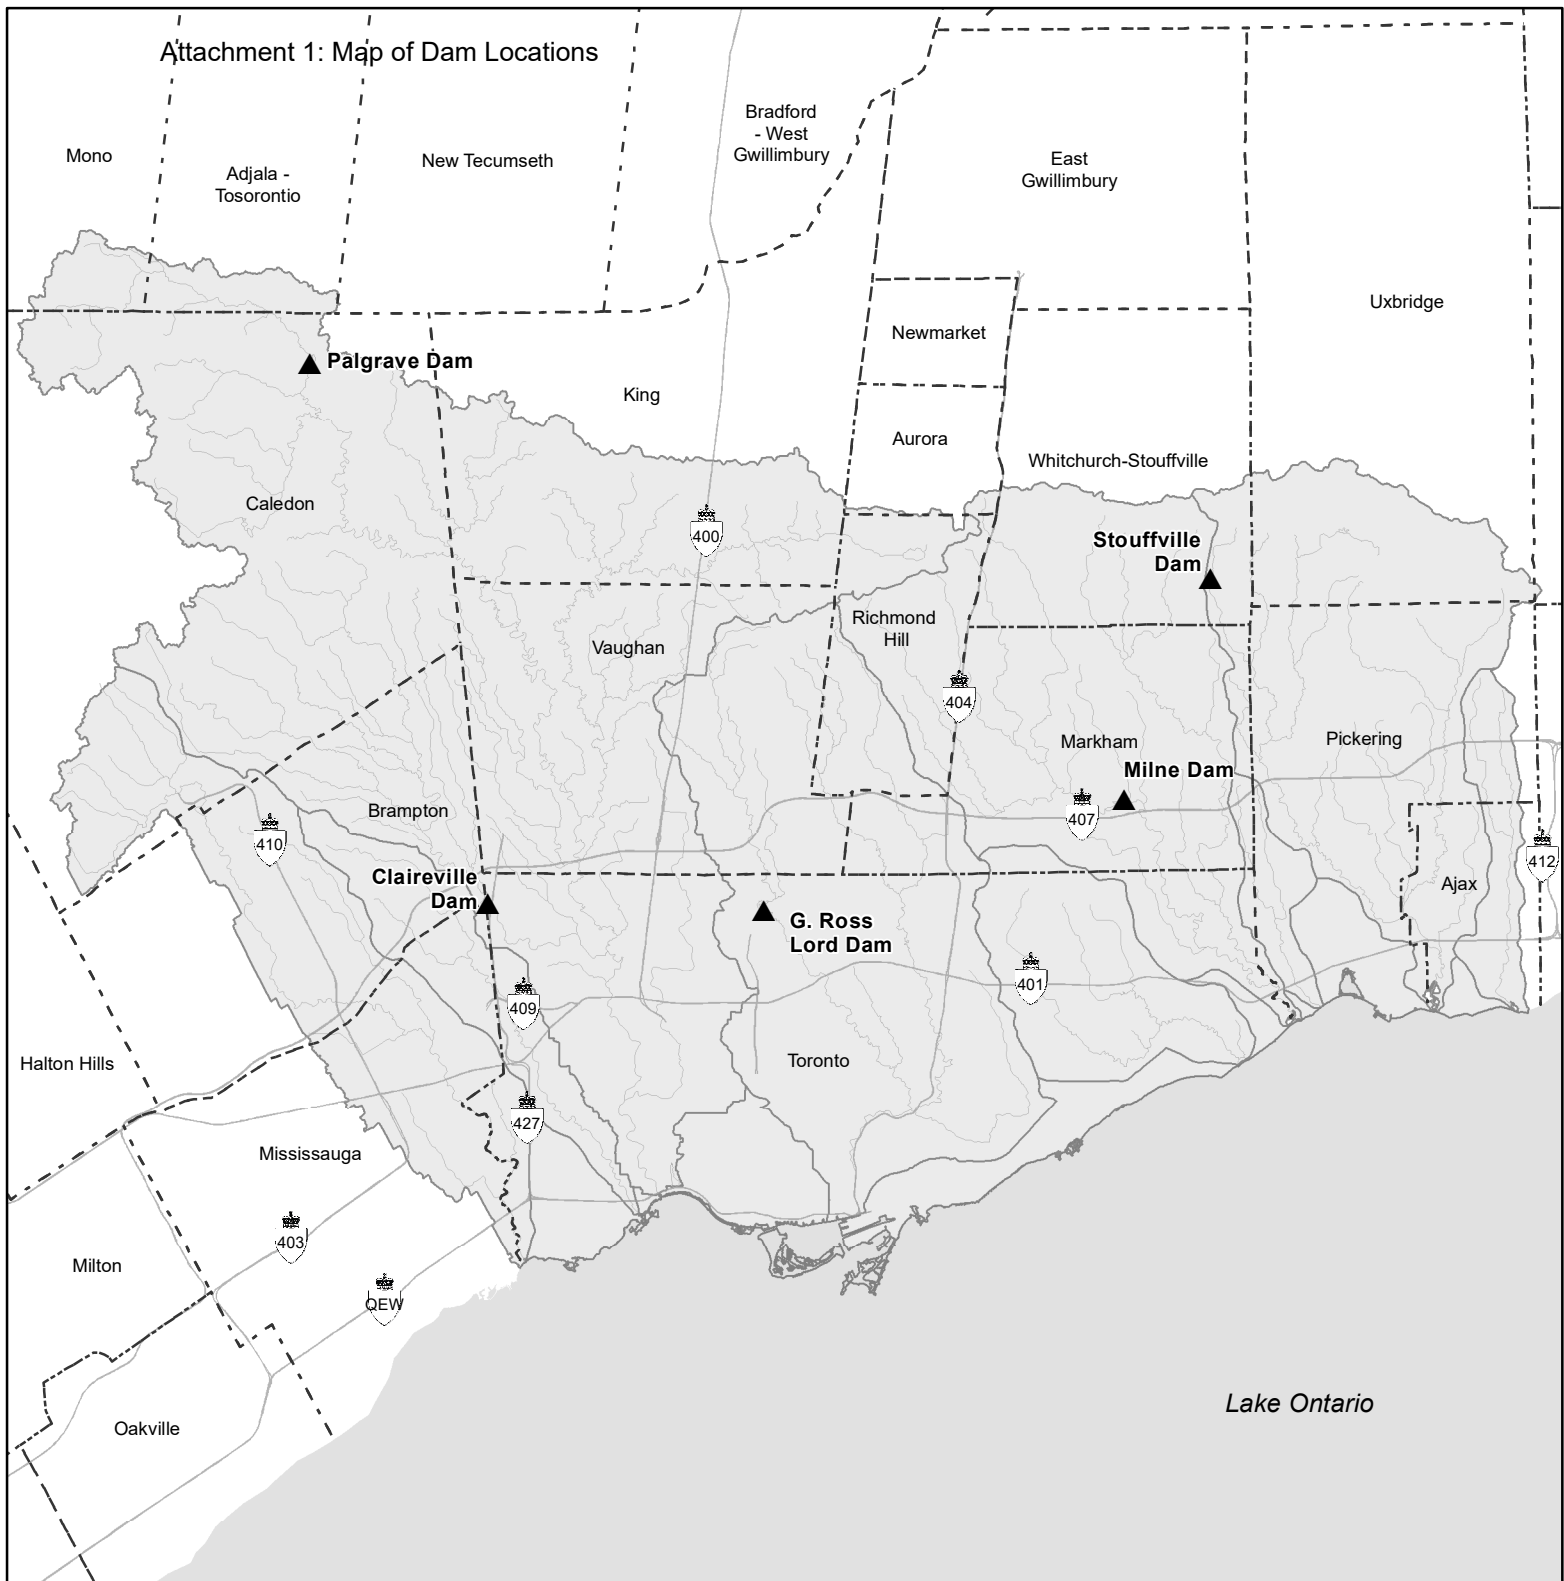 Attachment 1: Map of Dam Locations
Bradford
- West
Gwillimbury
Mono
Adjala -
Tosorontio
New Tecumseth
East
Gwillimbury
Uxbridge
Newmarket
Palgrave Dam
King
Aurora
Whitchurch-Stouffville
Caledon
400
Stouffville
Dam
Richmond
Hill
Vaughan
404
Markham
Pickering
Milne Dam
Brampton
407
410
412
Claireville
Dam
Ajax
G. Ross
Lord Dam
401
409
Halton Hills
Toronto
427
Mississauga
403
Milton
QEW
Lake Ontario
Oakville